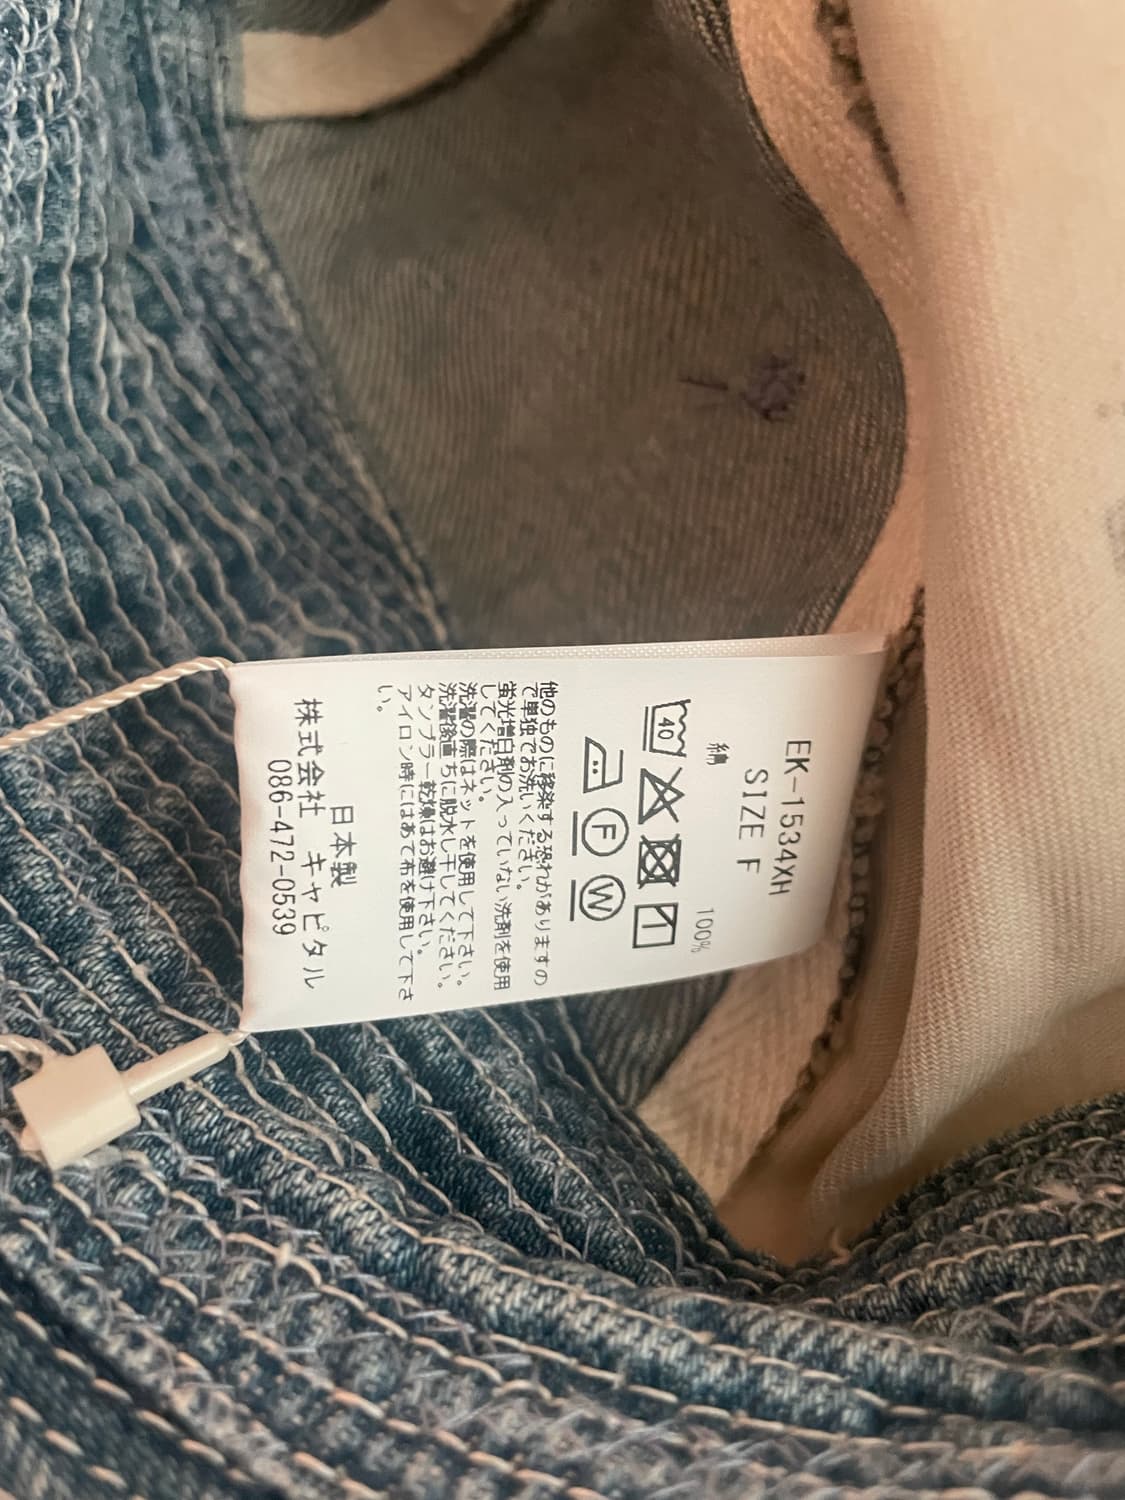 EK-1534XH
SIZE F
綿 100%
40
F W
他のものに移染する恐れがありますの
で単独でお洗いください。
蛍光増白剤の入っていない洗剤を使用
してください。
洗濯の際はネットを使用して下さい。
洗濯後直ちに脱水し干してください。
タンブラー乾燥はお避け下さい。
アイロン時にはあて布を使用して下さ
い。
日本製
株式会社 キャピタル
086-472-0539